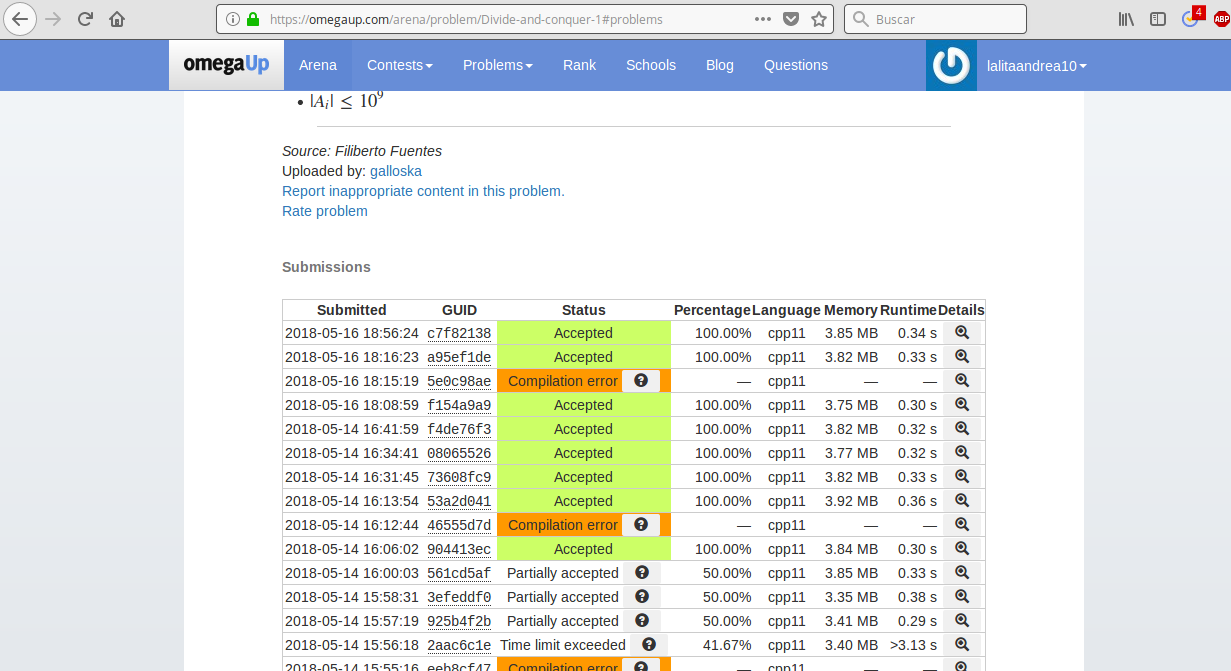 https://omegaup.com/arena/problem/Divide-and-conquer-1#problems
Buscar
4
ABP
omegaUp Arena Contests Problems Rank Schools Blog Questions lalitaandrea10
• |Aᵢ| ≤ 10⁹
Source: Filiberto Fuentes
Uploaded by: galloska
Report inappropriate content in this problem.
Rate problem
Submissions
Submitted GUID Status Percentage Language Memory Runtime Details
2018-05-16 18:56:24 c7f82138 Accepted 100.00% cpp11 3.85 MB 0.34 s
2018-05-16 18:16:23 a95ef1de Accepted 100.00% cpp11 3.82 MB 0.33 s
2018-05-16 18:15:19 5e0c98ae Compilation error ? — cpp11 — —
2018-05-16 18:08:59 f154a9a9 Accepted 100.00% cpp11 3.75 MB 0.30 s
2018-05-14 16:41:59 f4de76f3 Accepted 100.00% cpp11 3.82 MB 0.32 s
2018-05-14 16:34:41 08065526 Accepted 100.00% cpp11 3.77 MB 0.32 s
2018-05-14 16:31:45 73608fc9 Accepted 100.00% cpp11 3.82 MB 0.33 s
2018-05-14 16:13:54 53a2d041 Accepted 100.00% cpp11 3.92 MB 0.36 s
2018-05-14 16:12:44 46555d7d Compilation error ? — cpp11 — —
2018-05-14 16:06:02 904413ec Accepted 100.00% cpp11 3.84 MB 0.30 s
2018-05-14 16:00:03 561cd5af Partially accepted ? 50.00% cpp11 3.85 MB 0.33 s
2018-05-14 15:58:31 3efeddf0 Partially accepted ? 50.00% cpp11 3.35 MB 0.38 s
2018-05-14 15:57:19 925b4f2b Partially accepted ? 50.00% cpp11 3.41 MB 0.29 s
2018-05-14 15:56:18 2aac6c1e Time limit exceeded ? 41.67% cpp11 3.40 MB >3.13 s
2018-05-14 15:55:16 eeb8cf47 Compilation error ? — cpp11 — —